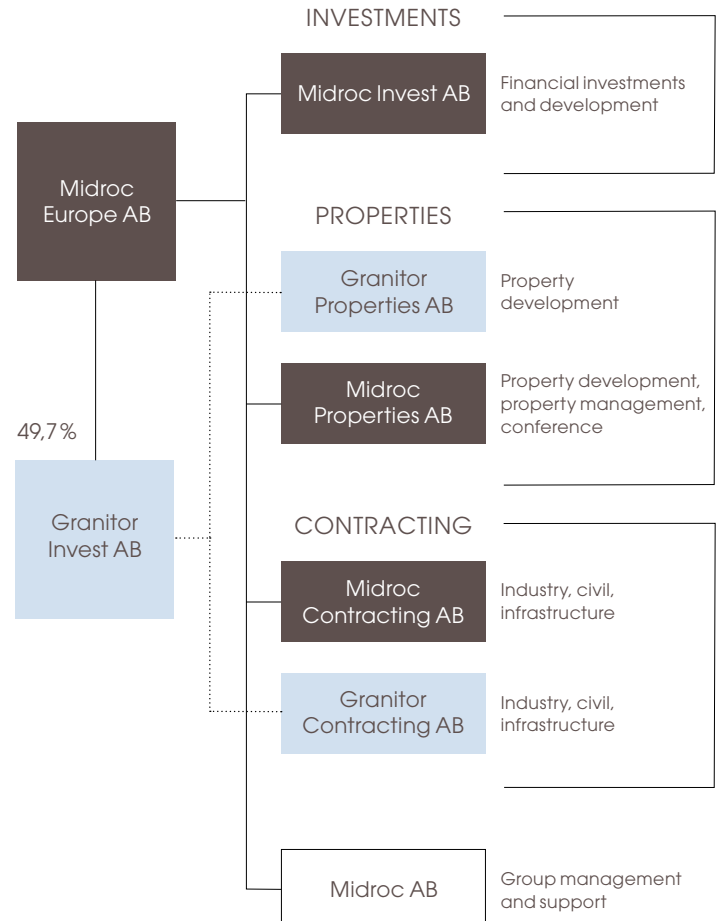 INVESTMENTS
Midroc Invest AB
Financial investments
and development
Midroc
Europe AB
PROPERTIES
Granitor
Properties AB
Property
development
Midroc
Properties AB
Property development,
property management,
conference
49,7 %
Granitor
Invest AB
CONTRACTING
Midroc
Contracting AB
Industry, civil,
infrastructure
Granitor
Contracting AB
Industry, civil,
infrastructure
Midroc AB
Group management
and support